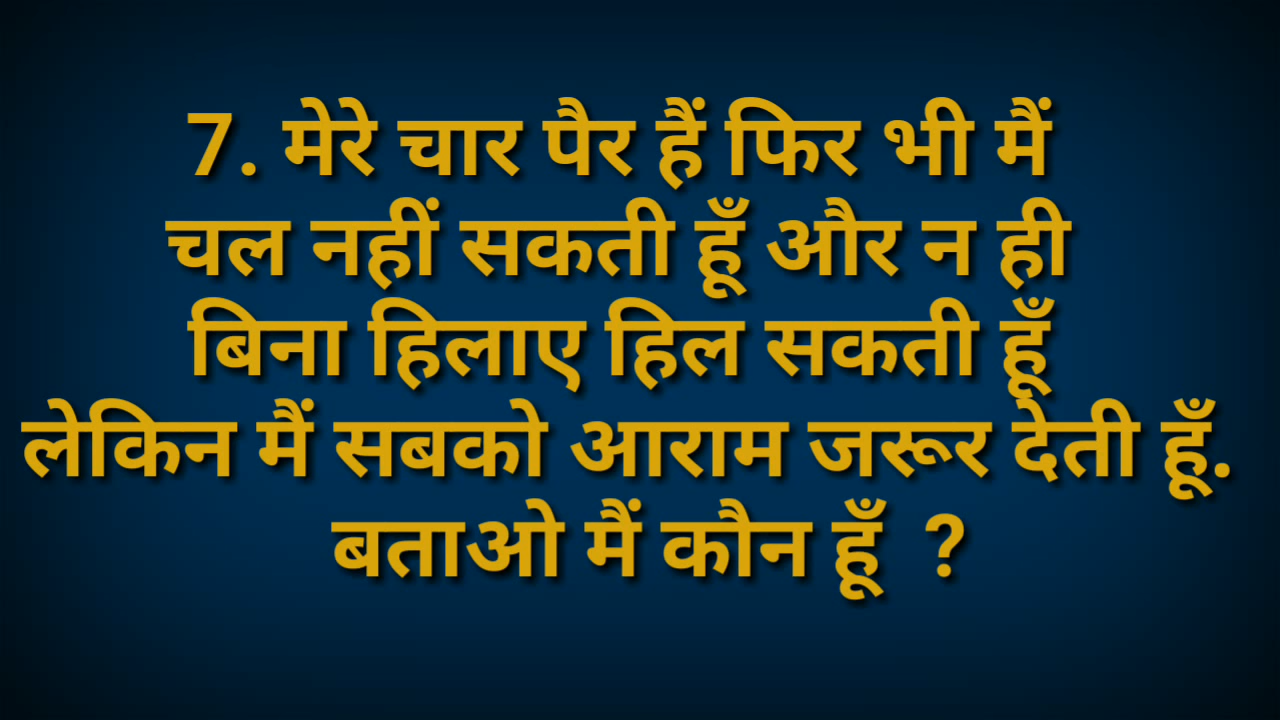 7. मेरे चार पैर हैं फिर भी मैं
चल नहीं सकती हूँ और न ही
बिना हिलाए हिल सकती हूँ
लेकिन मैं सबको आराम जरूर देती हूँ.
बताओ मैं कौन हूँ ?